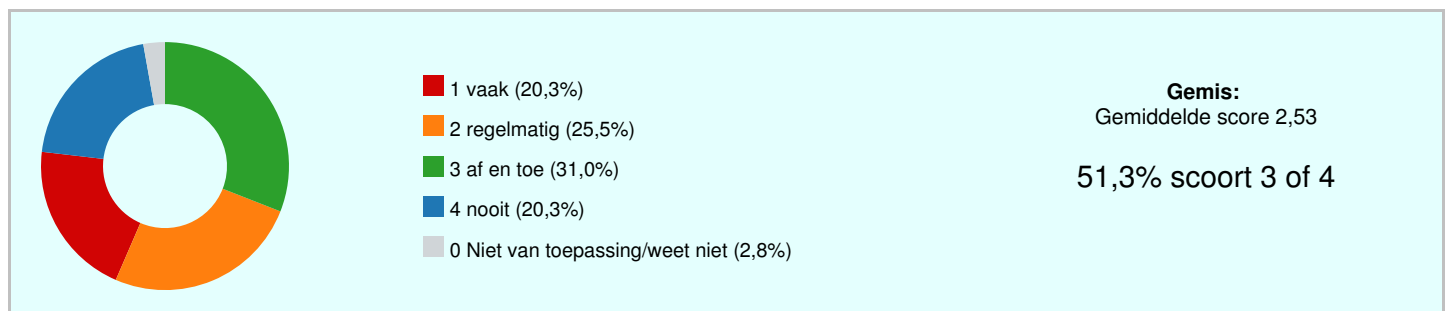 1 vaak (20,3%)
2 regelmatig (25,5%)
3 af en toe (31,0%)
4 nooit (20,3%)
0 Niet van toepassing/weet niet (2,8%)
Gemis:
Gemiddelde score 2,53
51,3% scoort 3 of 4